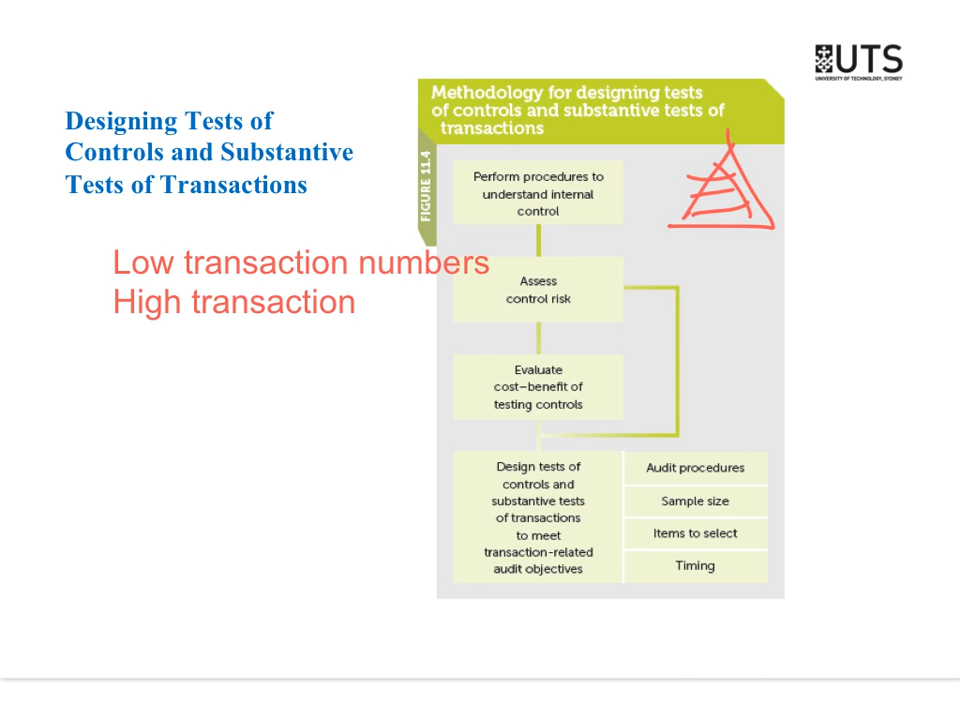 UTS
UNIVERSITY OF TECHNOLOGY, SYDNEY
Designing Tests of
Controls and Substantive
Tests of Transactions
Low transaction numbers
High transaction
FIGURE 11.4
Methodology for designing tests
of controls and substantive tests of
transactions
Perform procedures to
understand internal
control
Assess
control risk
Evaluate
cost–benefit of
testing controls
Design tests of
controls and
substantive tests
of transactions
to meet
transaction-related
audit objectives
Audit procedures
Sample size
Items to select
Timing